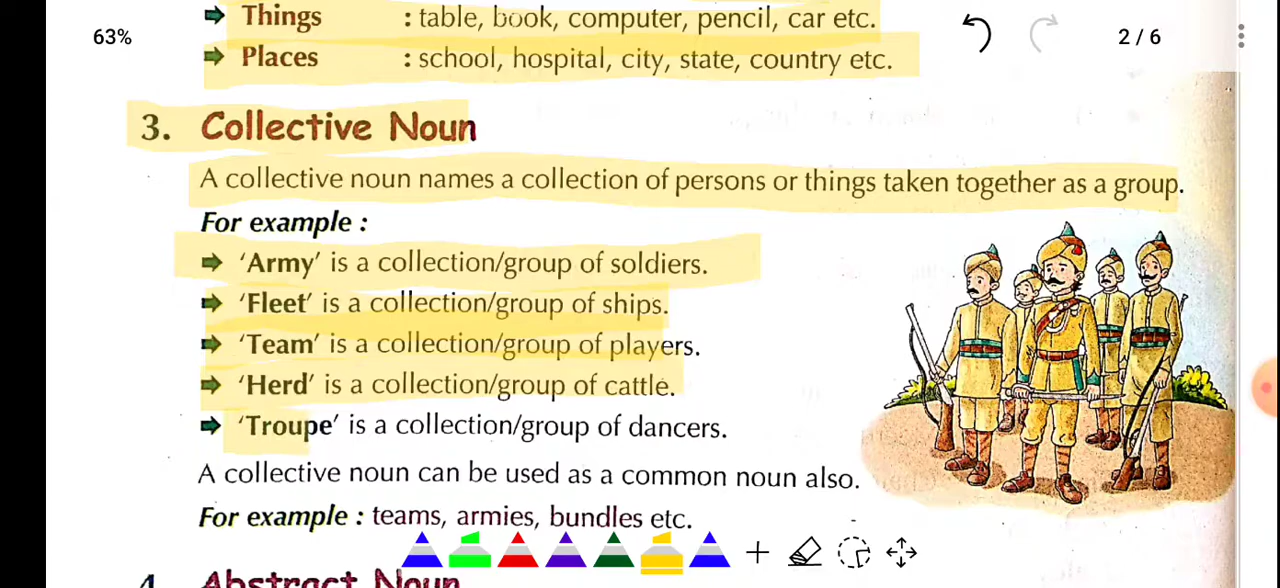 Things : table, book, computer, pencil, car etc.
63%
2 / 6
Places : school, hospital, city, state, country etc.
3. Collective Noun
A collective noun names a collection of persons or things taken together as a group.
For example :
'Army' is a collection/group of soldiers.
'Fleet' is a collection/group of ships.
'Team' is a collection/group of players.
'Herd' is a collection/group of cattle.
'Troupe' is a collection/group of dancers.
A collective noun can be used as a common noun also.
For example : teams, armies, bundles etc.
4. Abstract Noun